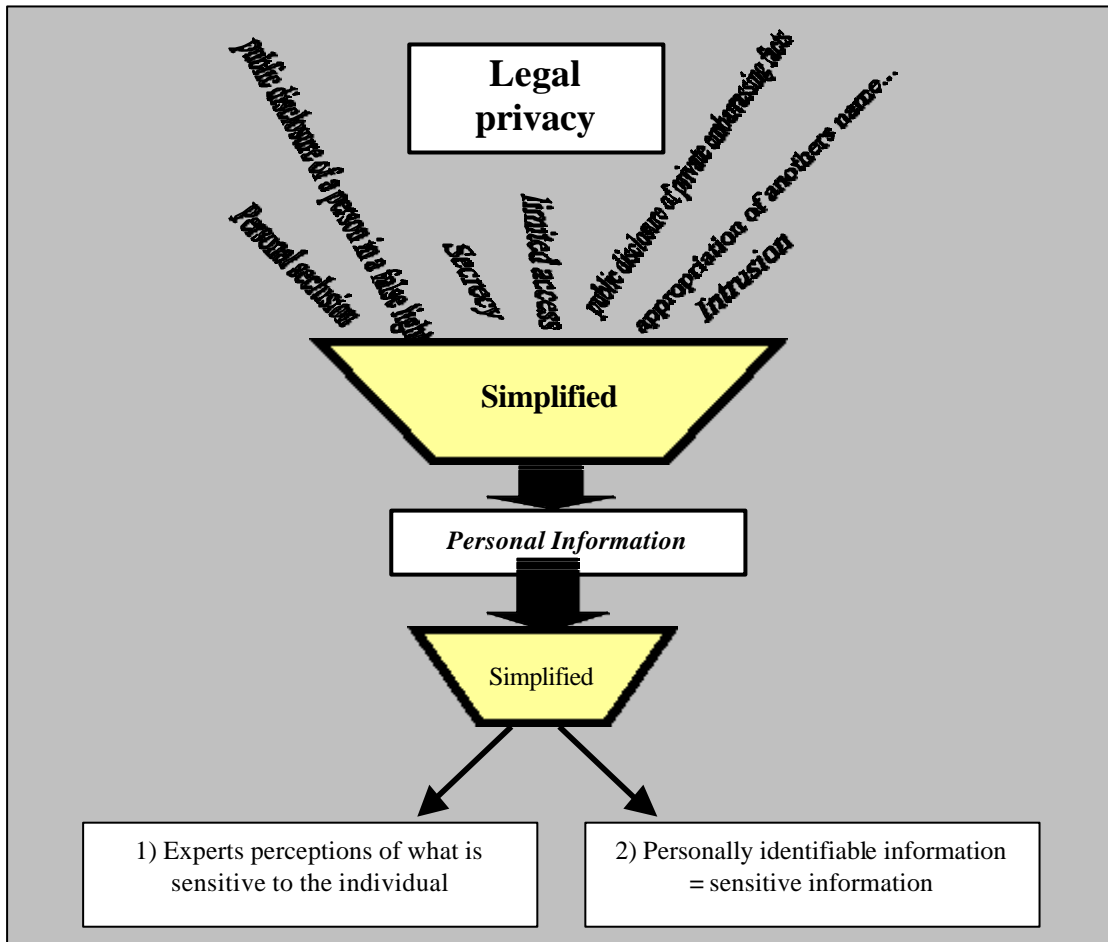 Legal
privacy
public disclosure of a person in a false light
Personal seclusion
Secrecy
limited access
public disclosure of private embarrassing facts
appropriation of anothers name...
Intrusion
Simplified
Personal Information
Simplified
1) Experts perceptions of what is
sensitive to the individual
2) Personally identifiable information
= sensitive information